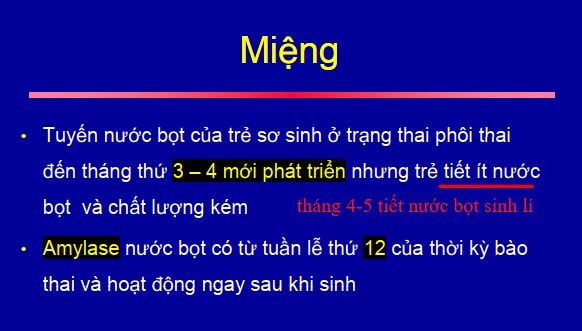 Miệng
• Tuyến nước bọt của trẻ sơ sinh ở trạng thai phôi thai
đến tháng thứ 3 – 4 mới phát triển nhưng trẻ tiết ít nước
bọt và chất lượng kém tháng 4-5 tiết nước bọt sinh lí
• Amylase nước bọt có từ tuần lễ thứ 12 của thời kỳ bào
thai và hoạt động ngay sau khi sinh